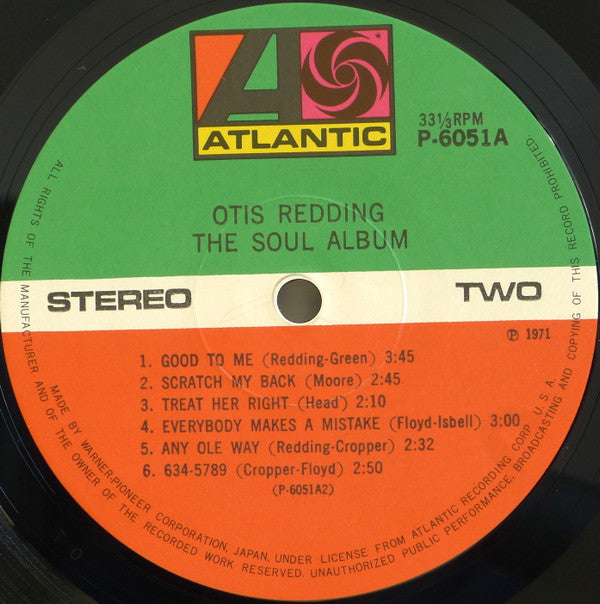 ATLANTIC
33⅓RPM
P-6051A
OTIS REDDING
THE SOUL ALBUM
STEREO
TWO
Ⓟ 1971
1. GOOD TO ME (Redding-Green) 3:45
2. SCRATCH MY BACK (Moore) 2:45
3. TREAT HER RIGHT (Head) 2:10
4. EVERYBODY MAKES A MISTAKE (Floyd-Isbell) 3:00
5. ANY OLE WAY (Redding-Cropper) 2:32
6. 634-5789 (Cropper-Floyd) 2:50
(P-6051A2)
MADE BY WARNER-PIONEER CORPORATION, JAPAN, UNDER LICENSE FROM ATLANTIC RECORDING CORP. U.S.A.
ALL RIGHTS OF THE MANUFACTURER AND OF THE OWNER OF THE RECORDED WORK RESERVED. UNAUTHORIZED PUBLIC PERFORMANCE, BROADCASTING AND COPYING OF THIS RECORD PROHIBITED.